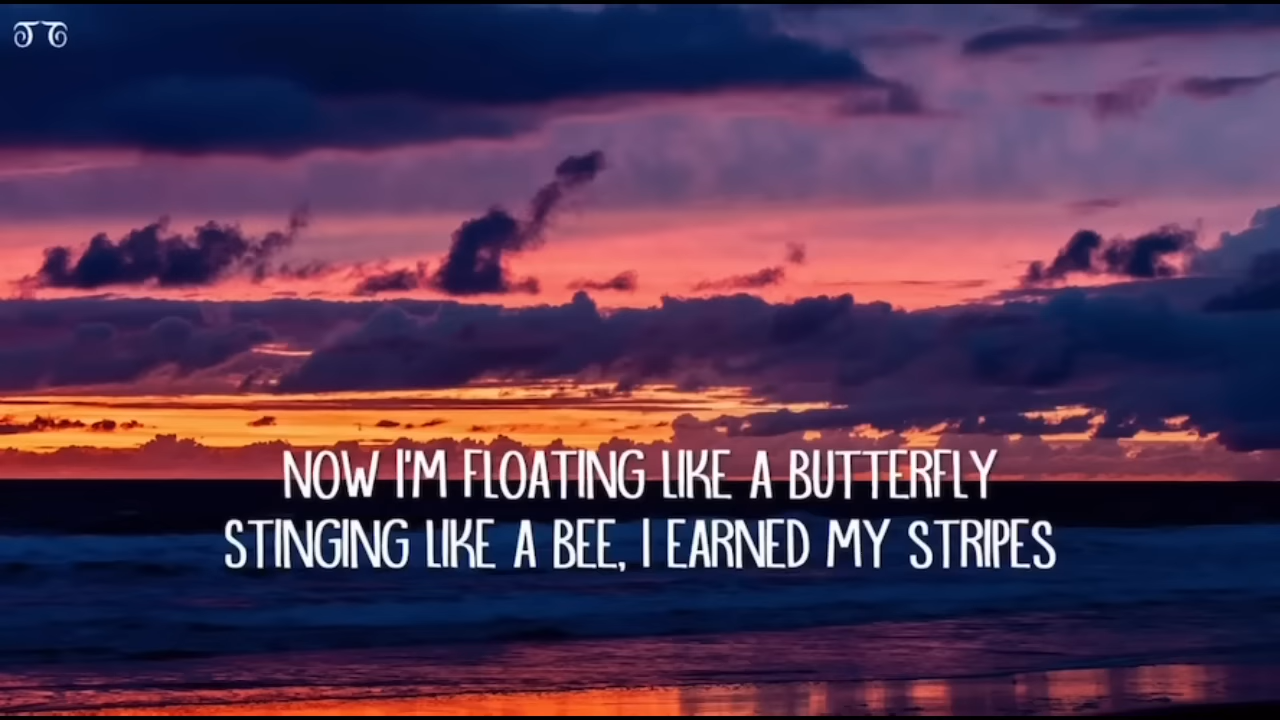 NOW I'M FLOATING LIKE A BUTTERFLY
STINGING LIKE A BEE, I EARNED MY STRIPES